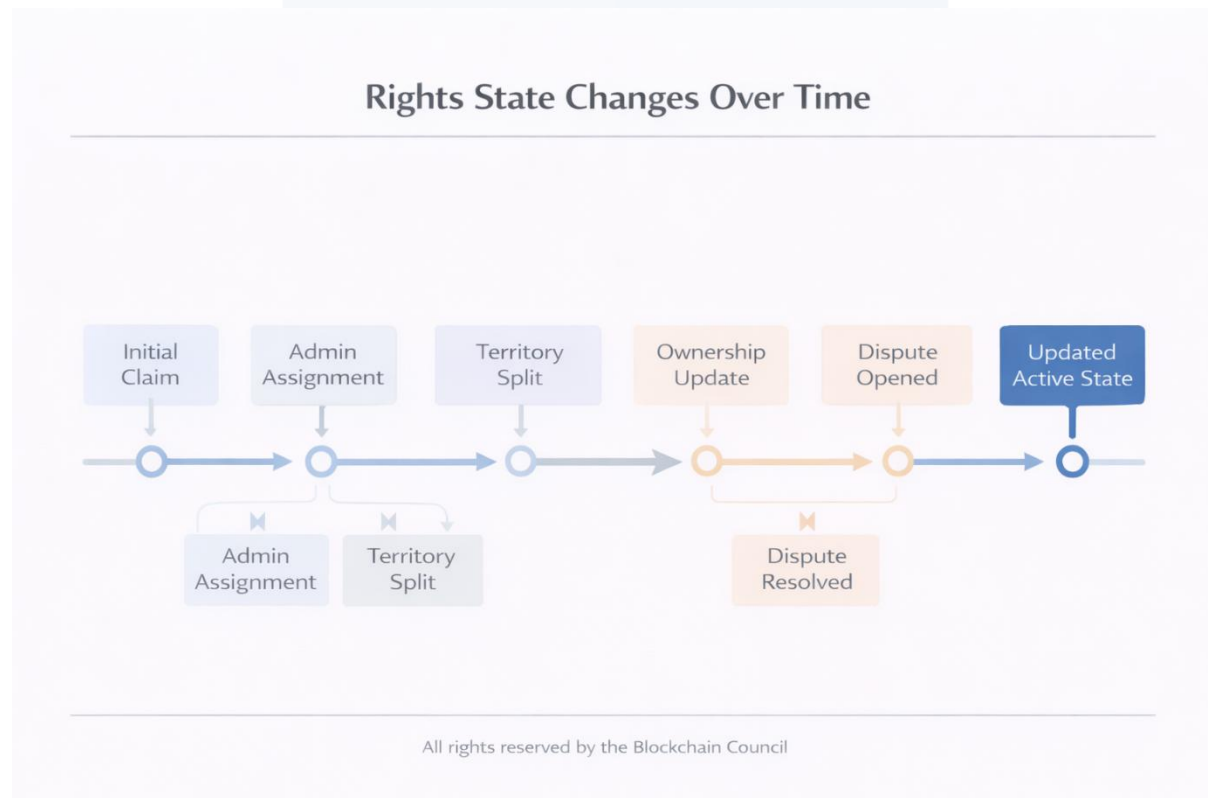 Rights State Changes Over Time
Initial
Claim
Admin
Assignment
Territory
Split
Ownership
Update
Dispute
Opened
Updated
Active State
Admin
Assignment
Territory
Split
Dispute
Resolved
All rights reserved by the Blockchain Council